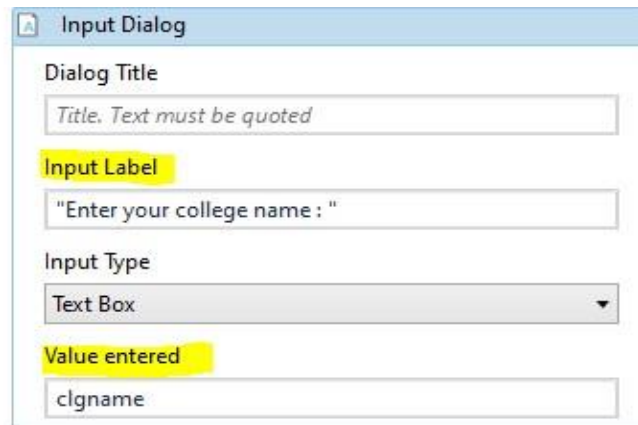 Input Dialog
Dialog Title
Title. Text must be quoted
Input Label
"Enter your college name : "
Input Type
Text Box
Value entered
clgname